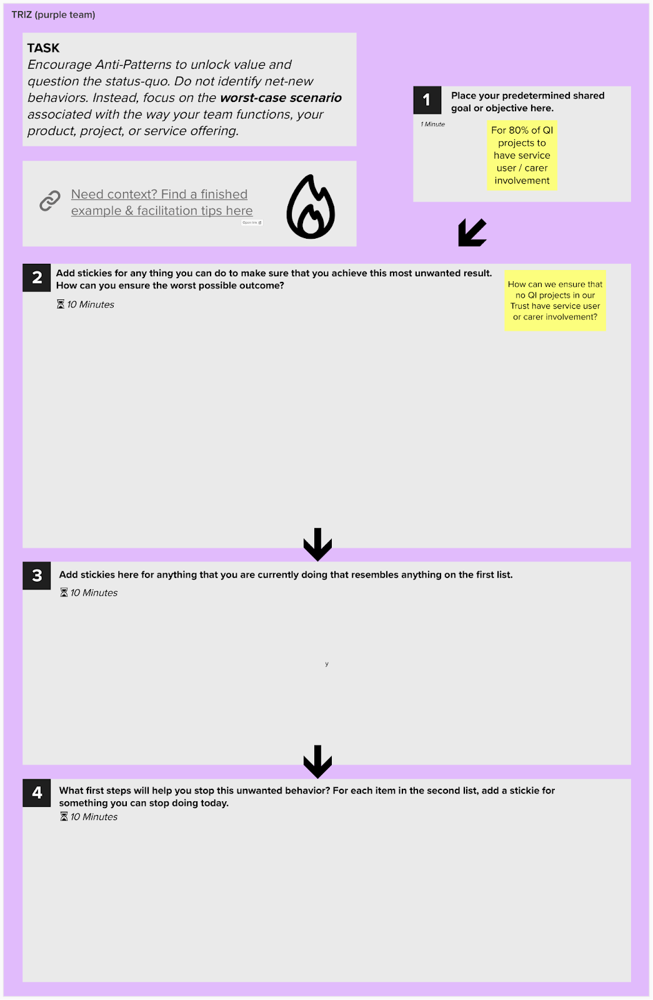 TRIZ (purple team)
TASK
Encourage Anti-Patterns to unlock value and
question the status-quo. Do not identify net-new
behaviors. Instead, focus on the worst-case scenario
associated with the way your team functions, your
product, project, or service offering.
Need context? Find a finished
example & facilitation tips here
Open link
1
Place your predetermined shared
goal or objective here.
1 Minute
For 80% of QI
projects to
have service
user / carer
involvement
2
Add stickies for any thing you can do to make sure that you achieve this most unwanted result.
How can you ensure the worst possible outcome?
10 Minutes
How can we ensure that
no QI projects in our
Trust have service user
or carer involvement?
3
Add stickies here for anything that you are currently doing that resembles anything on the first list.
10 Minutes
y
4
What first steps will help you stop this unwanted behavior? For each item in the second list, add a stickie for
something you can stop doing today.
10 Minutes